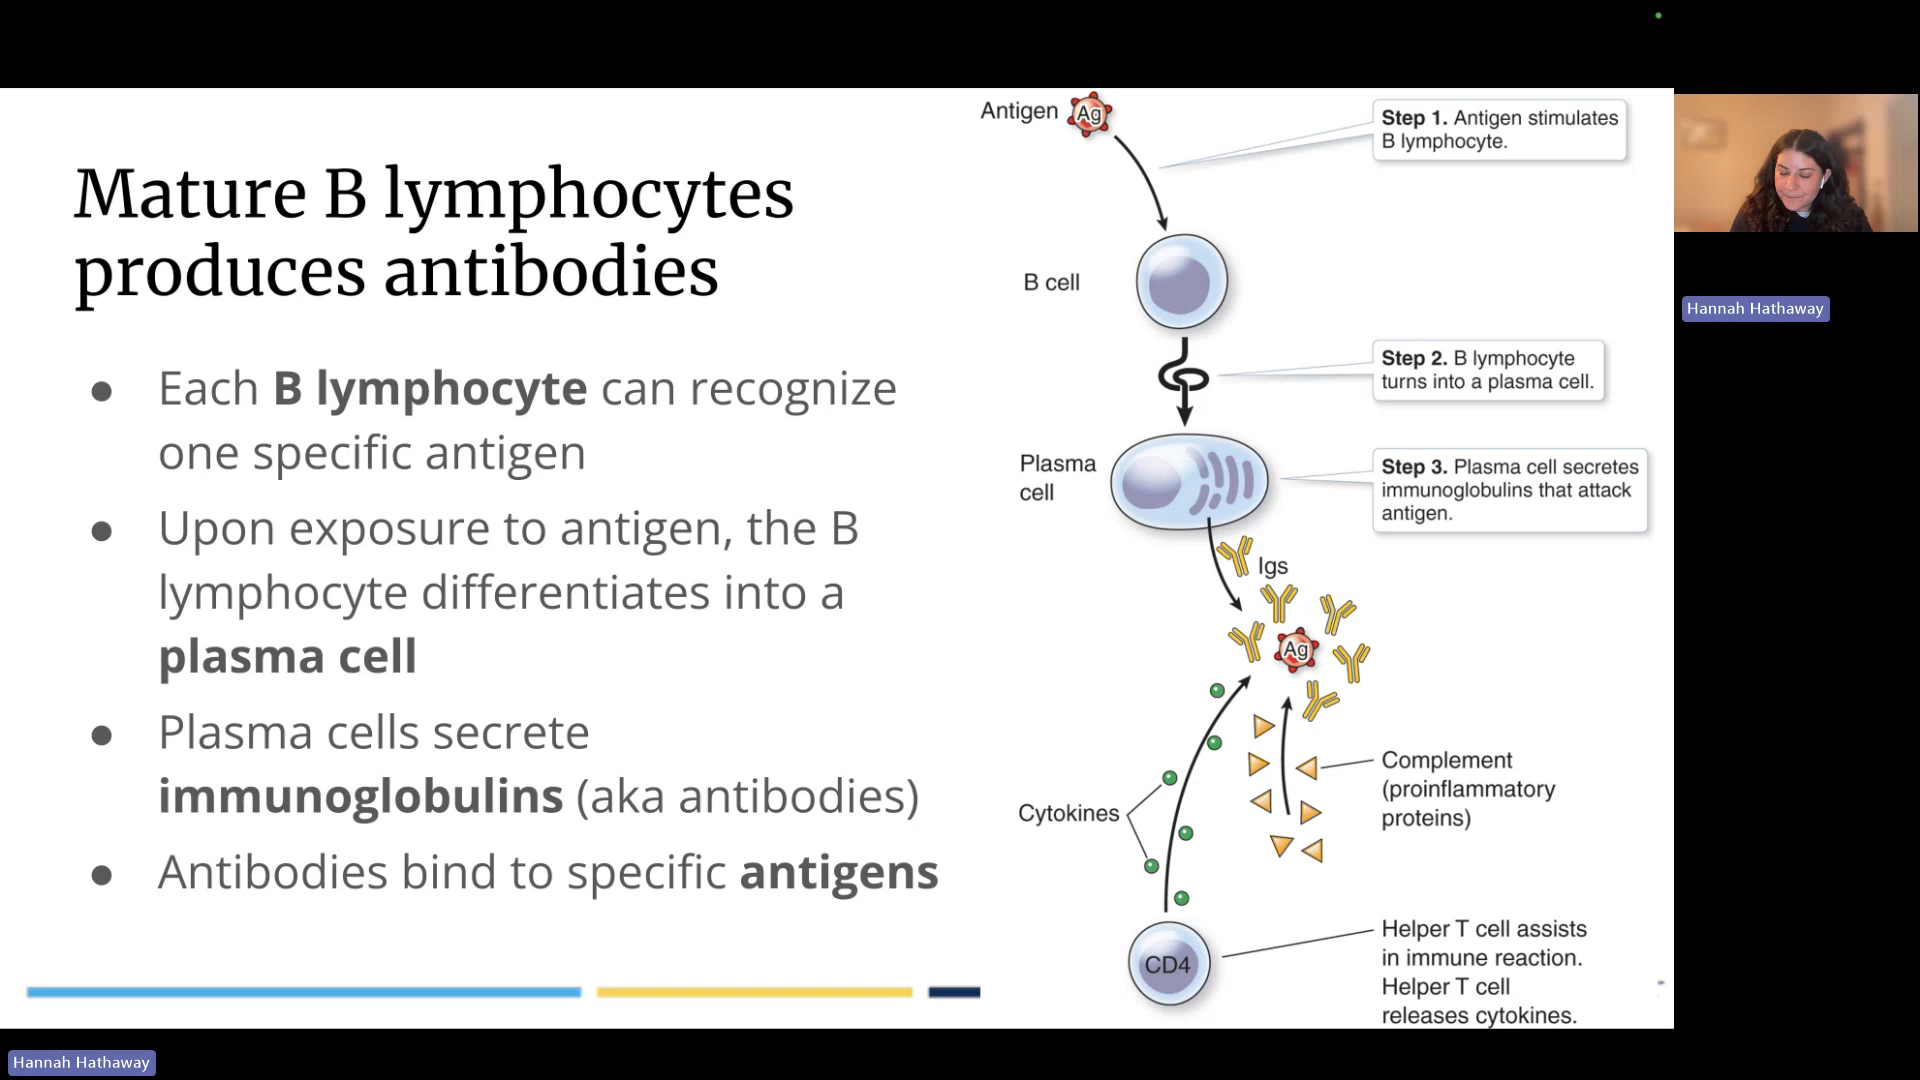 Mature B lymphocytes
produces antibodies
● Each B lymphocyte can recognize
one specific antigen
● Upon exposure to antigen, the B
lymphocyte differentiates into a
plasma cell
● Plasma cells secrete
immunoglobulins (aka antibodies)
● Antibodies bind to specific antigens
Antigen
Ag
Step 1. Antigen stimulates
B lymphocyte.
B cell
Step 2. B lymphocyte
turns into a plasma cell.
Plasma
cell
Step 3. Plasma cell secretes
immunoglobulins that attack
antigen.
Igs
Ag
Complement
(proinflammatory
proteins)
Cytokines
CD4
Helper T cell assists
in immune reaction.
Helper T cell
releases cytokines.
Hannah Hathaway
Hannah Hathaway